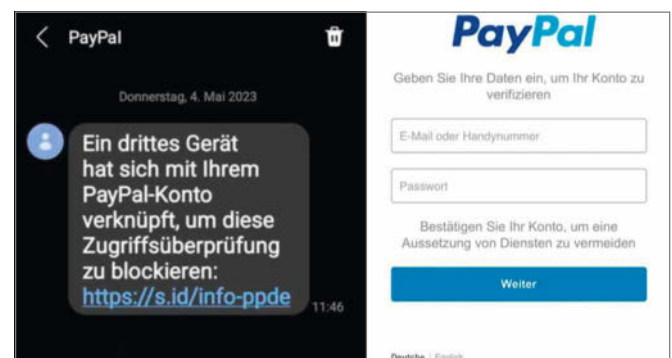 PayPal
Donnerstag, 4. Mai 2023
Ein drittes Gerät
hat sich mit Ihrem
PayPal-Konto
verknüpft, um diese
Zugriffsüberprüfung
zu blockieren:
https://s.id/info-ppde
11:46
PayPal
Geben Sie Ihre Daten ein, um Ihr Konto zu
verifizieren
E-Mail oder Handynummer
Passwort
Bestätigen Sie Ihr Konto, um eine
Aussetzung von Diensten zu vermeiden
Weiter
Deutche | English